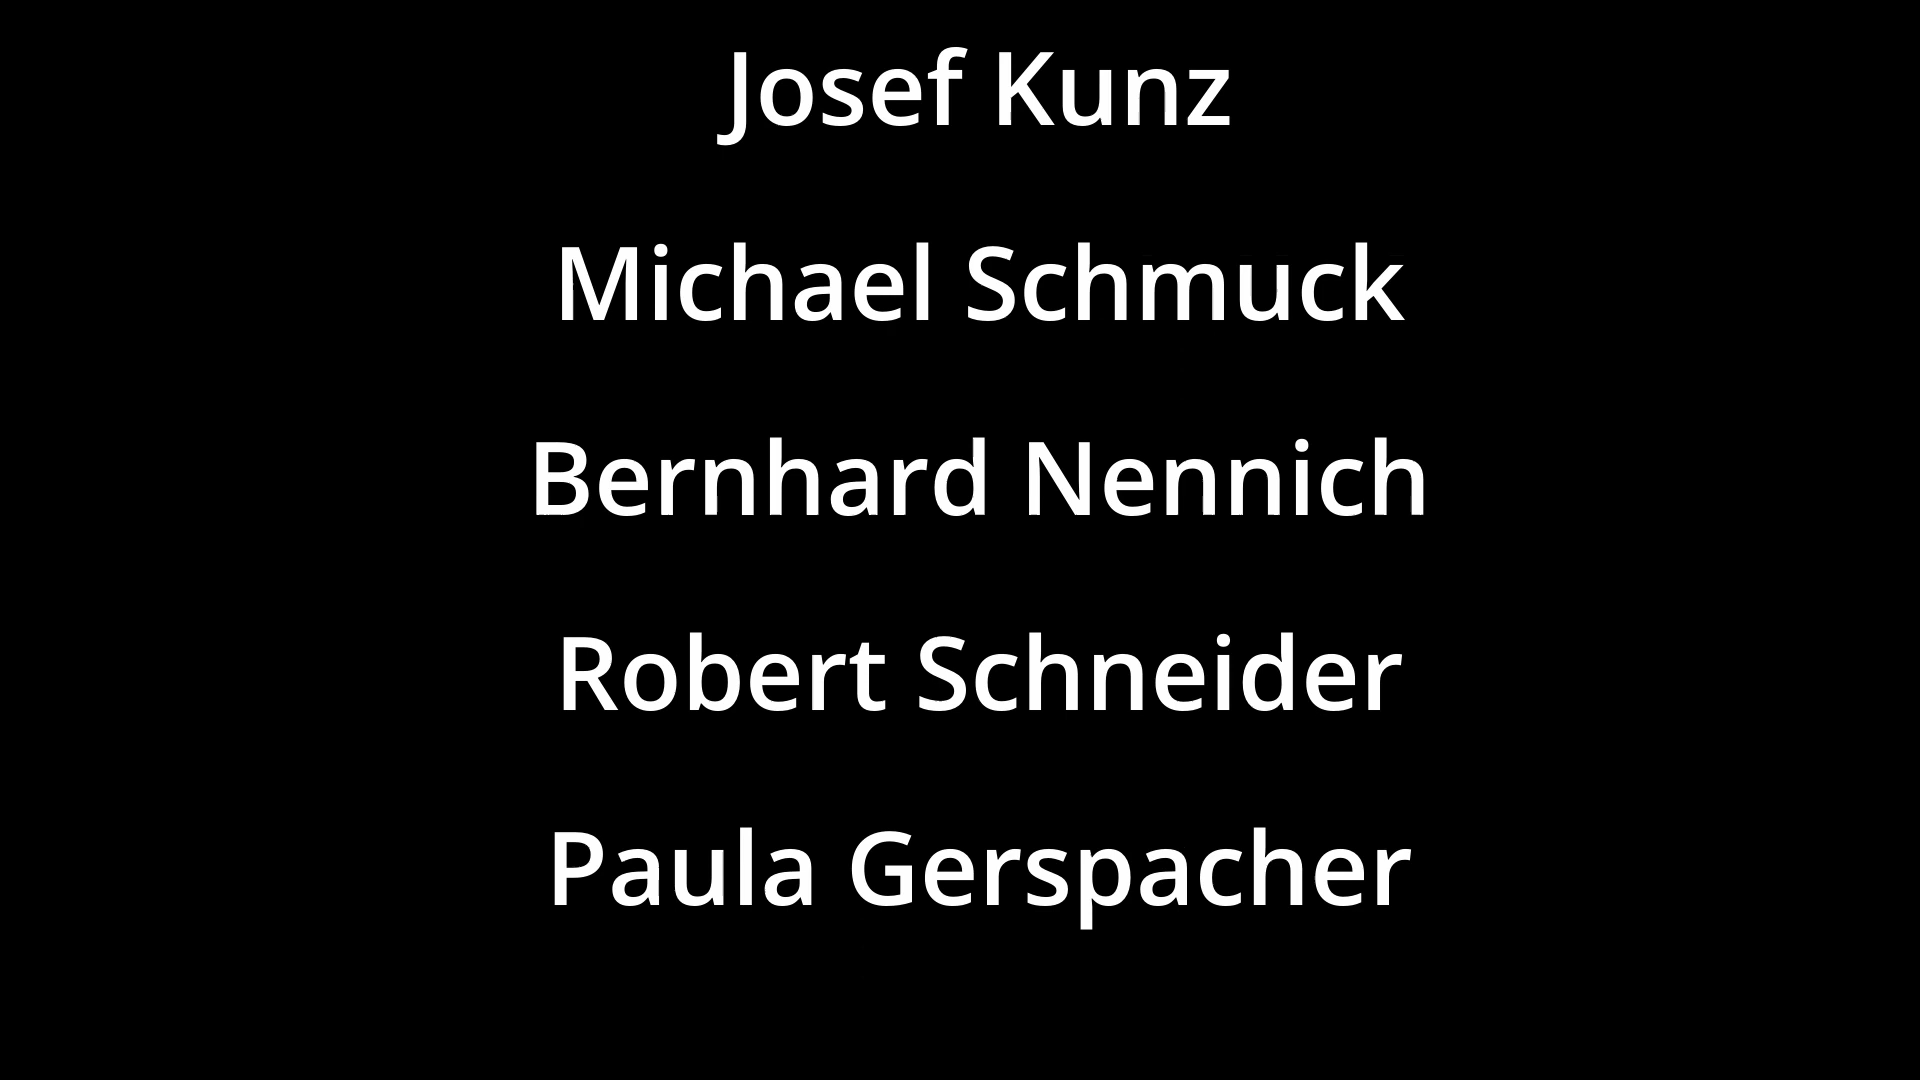 Josef Kunz
Michael Schmuck
Bernhard Nennich
Robert Schneider
Paula Gerspacher